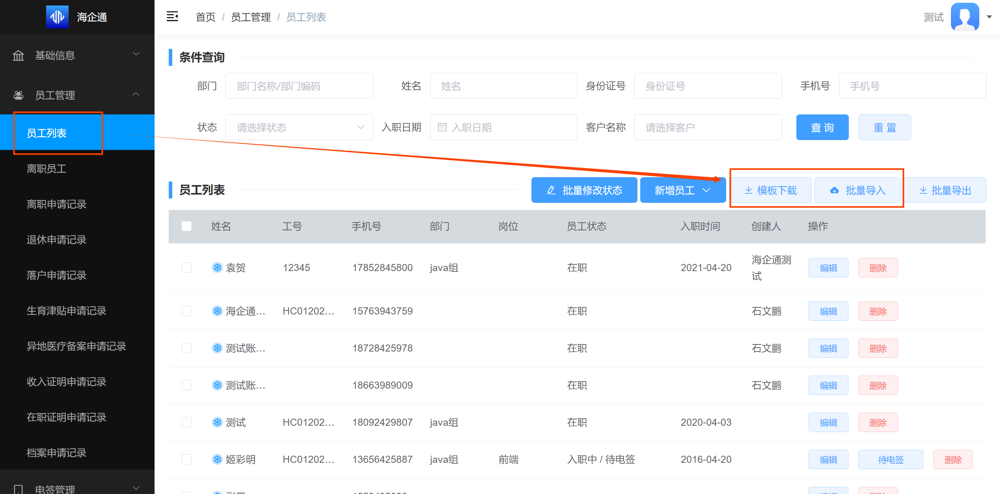 海企通
首页 / 员工管理 / 员工列表
测试
基础信息
员工管理
员工列表
离职员工
离职申请记录
退休申请记录
落户申请记录
生育津贴申请记录
异地医疗备案申请记录
收入证明申请记录
在职证明申请记录
档案申请记录
电签管理
条件查询
部门 部门名称/部门编码 姓名 姓名 身份证号 身份证号 手机号 手机号
状态 请选择状态 入职日期 入职日期 客户名称 请选择客户 查询 重置
员工列表 批量修改状态 新增员工 模板下载 批量导入 批量导出
姓名 工号 手机号 部门 岗位 员工状态 入职时间 创建人 操作
袁贺 12345 17852845800 java组 在职 2021-04-20 海企通测试 编辑 删除
海企通... HC01202... 15763943759 在职 石文鹏 编辑 删除
测试账... 18728425978 在职 石文鹏 编辑 删除
测试账... 18663989009 在职 石文鹏 编辑 删除
测试 HC01202... 18092429807 java组 在职 2020-04-03 编辑 删除
姬彩明 HC01202... 13656425887 java组 前端 入职中 / 待电签 2016-04-20 编辑 待电签 删除